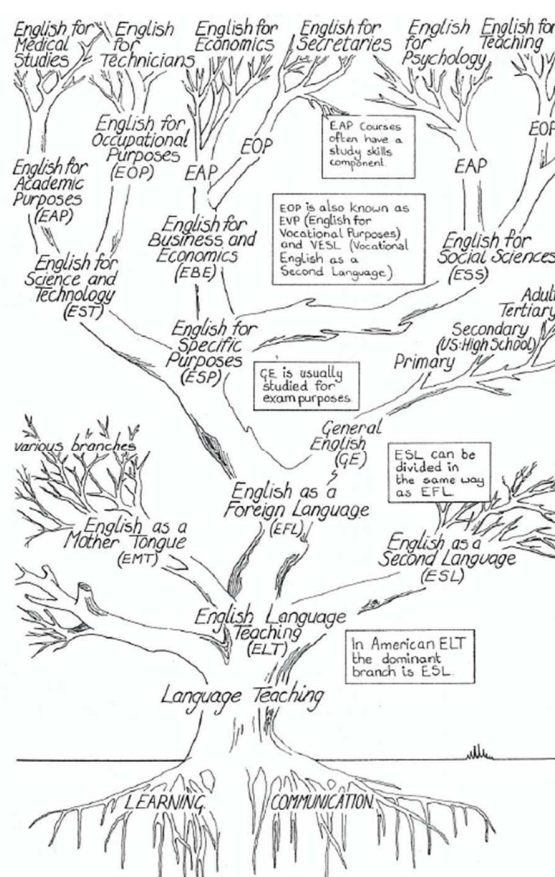 English for
Medical
Studies
English
for
Technicians
English for
Economics
English for
Secretaries
English
for
Psychology
English for
Teaching
English for
Occupational
Purposes
(EOP)
EAP Courses
often have a
study skills
component.
EOP
EOP
EAP
EAP
English for
Academic
Purposes
(EAP)
EOP is also known as
EVP (English for
Vocational Purposes)
and VESL (Vocational
English as a
Second Language)
English for
Business and
Economics
(EBE)
English for
Social Sciences
(ESS)
English for
Science and
Technology
(EST)
Adult
Tertiary
Secondary
(US:High School)
Primary
English for
Specific
Purposes
(ESP)
GE is usually
studied for
exam purposes.
General
English
(GE)
various branches
ESL can be
divided in
the same way
as EFL
English as a
Foreign Language
(EFL)
English as a
Mother Tongue
(EMT)
English as a
Second Language
(ESL)
English Language
Teaching
(ELT)
In American ELT
the dominant
branch is ESL.
Language Teaching
LEARNING
COMMUNICATION